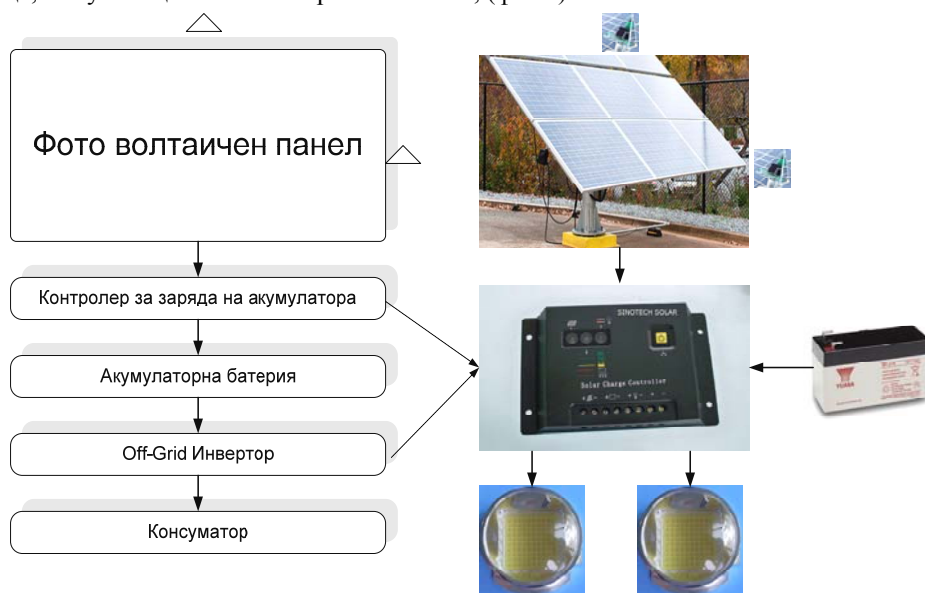 Фото волтаичен панел
Контролер за заряда на акумулатора
Акумулаторна батерия
Off-Grid Инвертор
Консуматор
SINOTECH SOLAR
Solar Charge Controller
YUASA